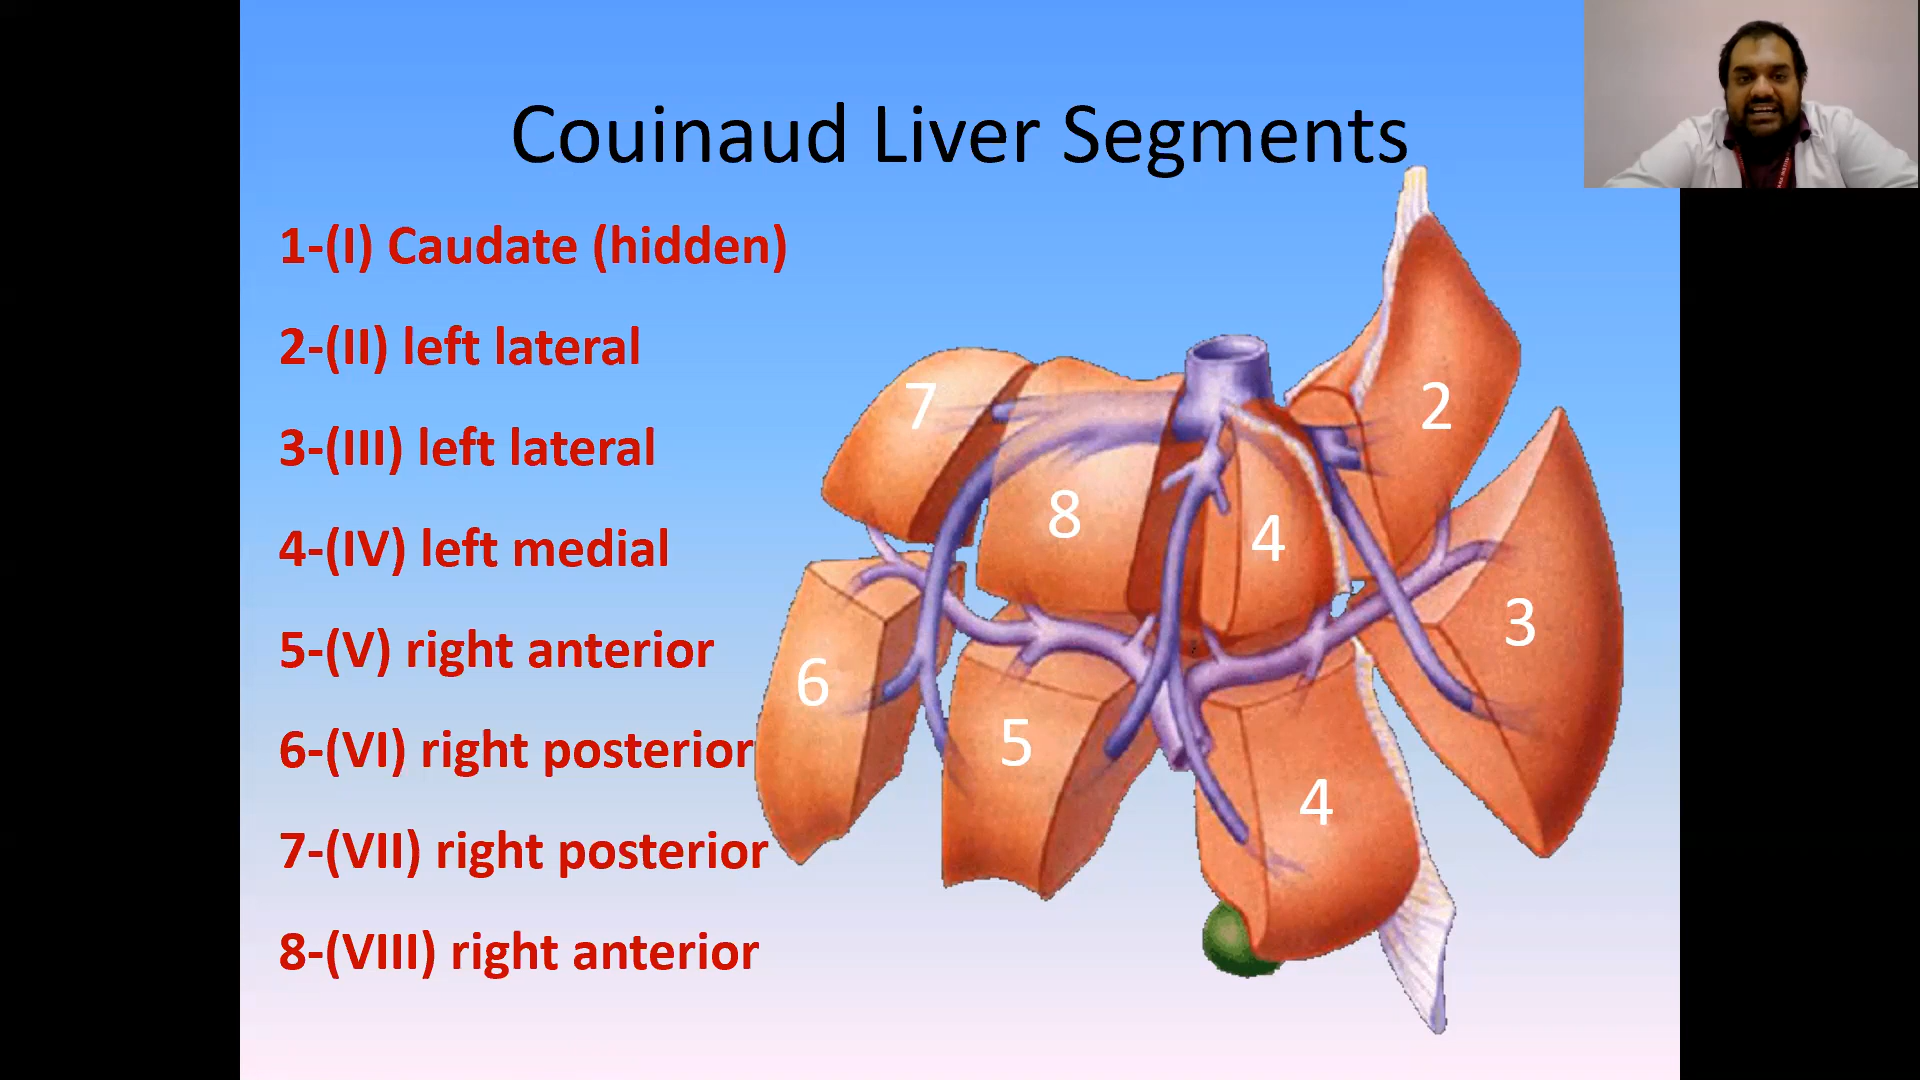 Couinaud Liver Segments
1-(I) Caudate (hidden)
2-(II) left lateral
3-(III) left lateral
4-(IV) left medial
5-(V) right anterior
6-(VI) right posterior
7-(VII) right posterior
8-(VIII) right anterior
7
2
8
4
3
6
5
4